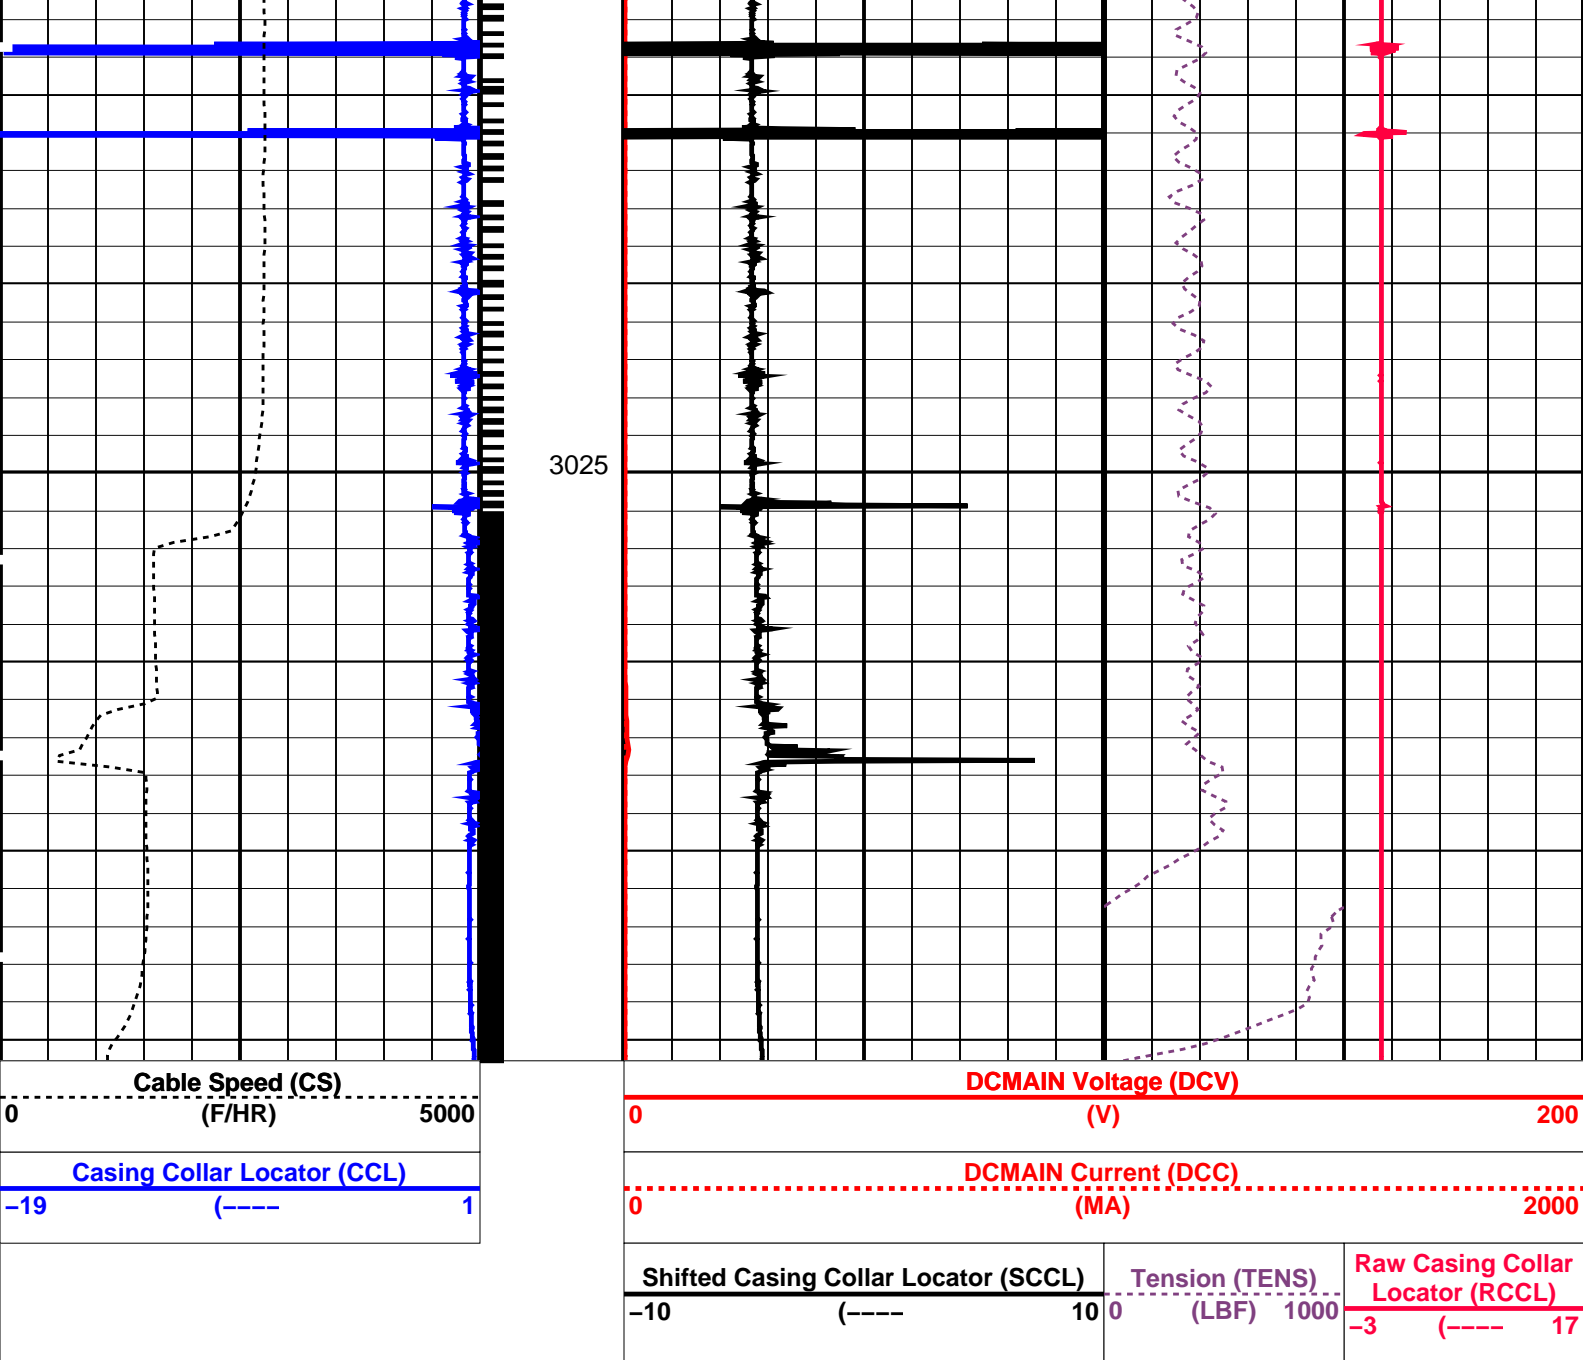 3025
Cable Speed (CS)
0 (F/HR) 5000
Casing Collar Locator (CCL)
−19 (−−−− 1
DCMAIN Voltage (DCV)
0 (V) 200
DCMAIN Current (DCC)
0 (MA) 2000
Shifted Casing Collar Locator (SCCL)
−10 (−−−− 10
Tension (TENS)
0 (LBF) 1000
Raw Casing Collar
Locator (RCCL)
−3 (−−−− 17